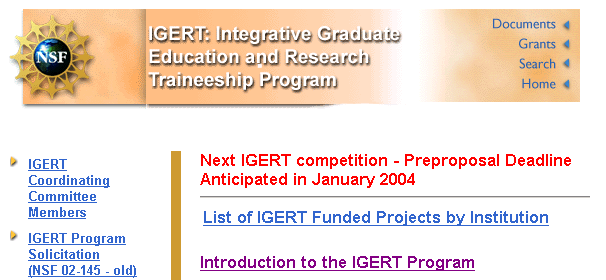 NSF
IGERT: Integrative Graduate
Education and Research
Traineeship Program
Documents
Grants
Search
Home
IGERT
Coordinating
Committee
Members
IGERT Program
Solicitation
(NSF 02-145 - old)
Next IGERT competition - Preproposal Deadline
Anticipated in January 2004
List of IGERT Funded Projects by Institution
Introduction to the IGERT Program